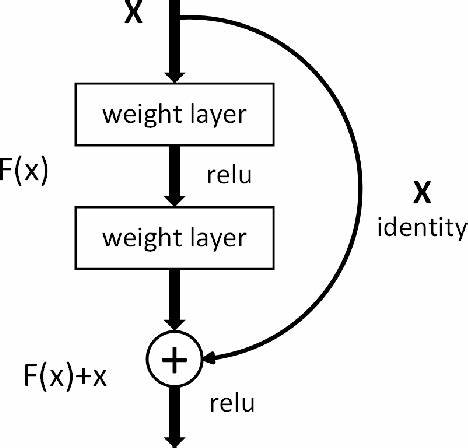 X
weight layer
F(x)
relu
X
identity
weight layer
+
F(x)+x
relu